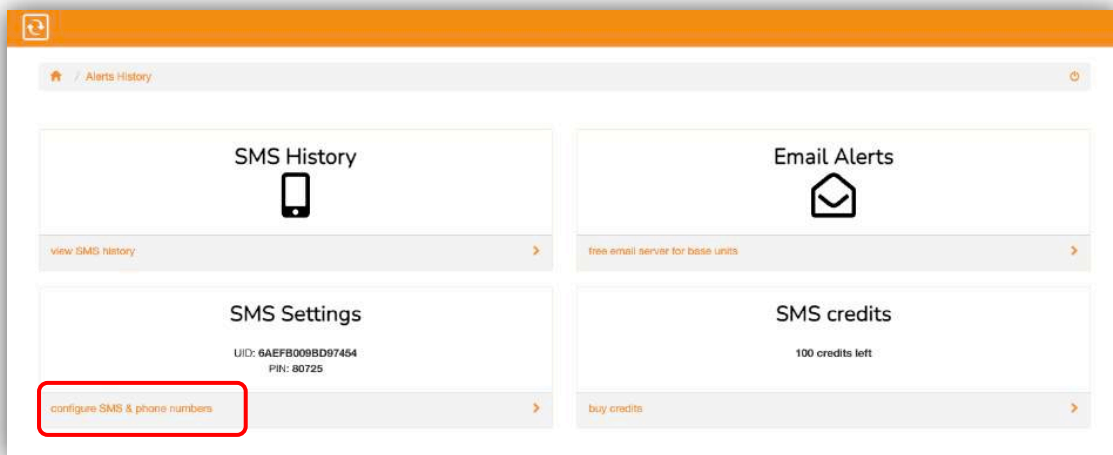 / Alerts History
SMS History
view SMS history
Email Alerts
free email server for base units
SMS Settings
UID: 6AEFB009BD97454
PIN: 80725
configure SMS & phone numbers
SMS credits
100 credits left
buy credits